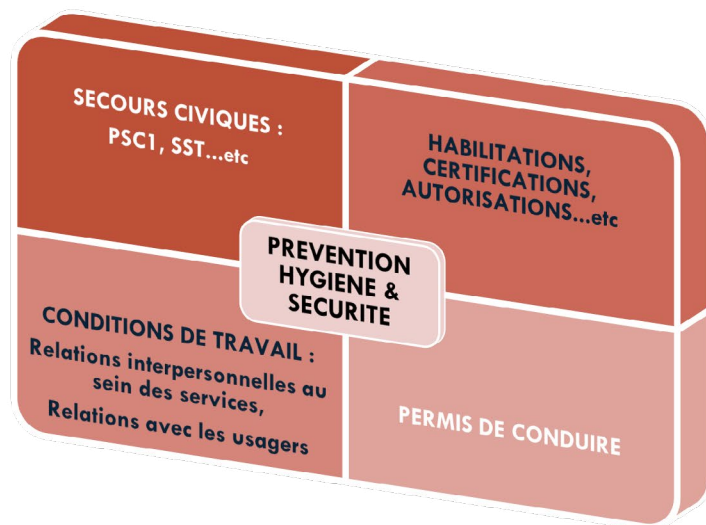 SECOURS CIVIQUES :
PSC1, SST...etc
HABILITATIONS,
CERTIFICATIONS,
AUTORISATIONS...etc
PREVENTION
HYGIENE &
SECURITE
CONDITIONS DE TRAVAIL :
Relations interpersonnelles au
sein des services,
Relations avec les usagers
PERMIS DE CONDUIRE